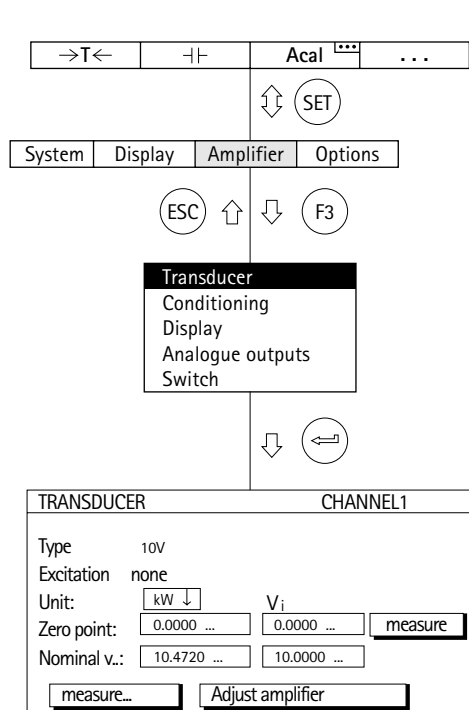 →T← ⊣⊢ Acal ...
SET
System Display Amplifier Options
ESC F3
Transducer
Conditioning
Display
Analogue outputs
Switch
TRANSDUCER CHANNEL1
Type 10V
Excitation none
Unit: kW ↓ Vi
Zero point: 0.0000 ... 0.0000 ... measure
Nominal v..: 10.4720 ... 10.0000 ...
measure... Adjust amplifier